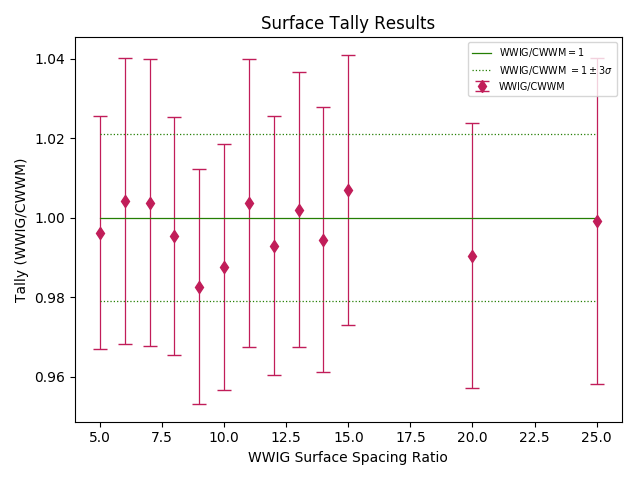 Surface Tally Results
WWIG/CWWM = 1
WWIG/CWWM = 1 ± 3σ
WWIG/CWWM
Tally (WWIG/CWWM)
1.04
1.02
1.00
0.98
0.96
5.0 7.5 10.0 12.5 15.0 17.5 20.0 22.5 25.0
WWIG Surface Spacing Ratio